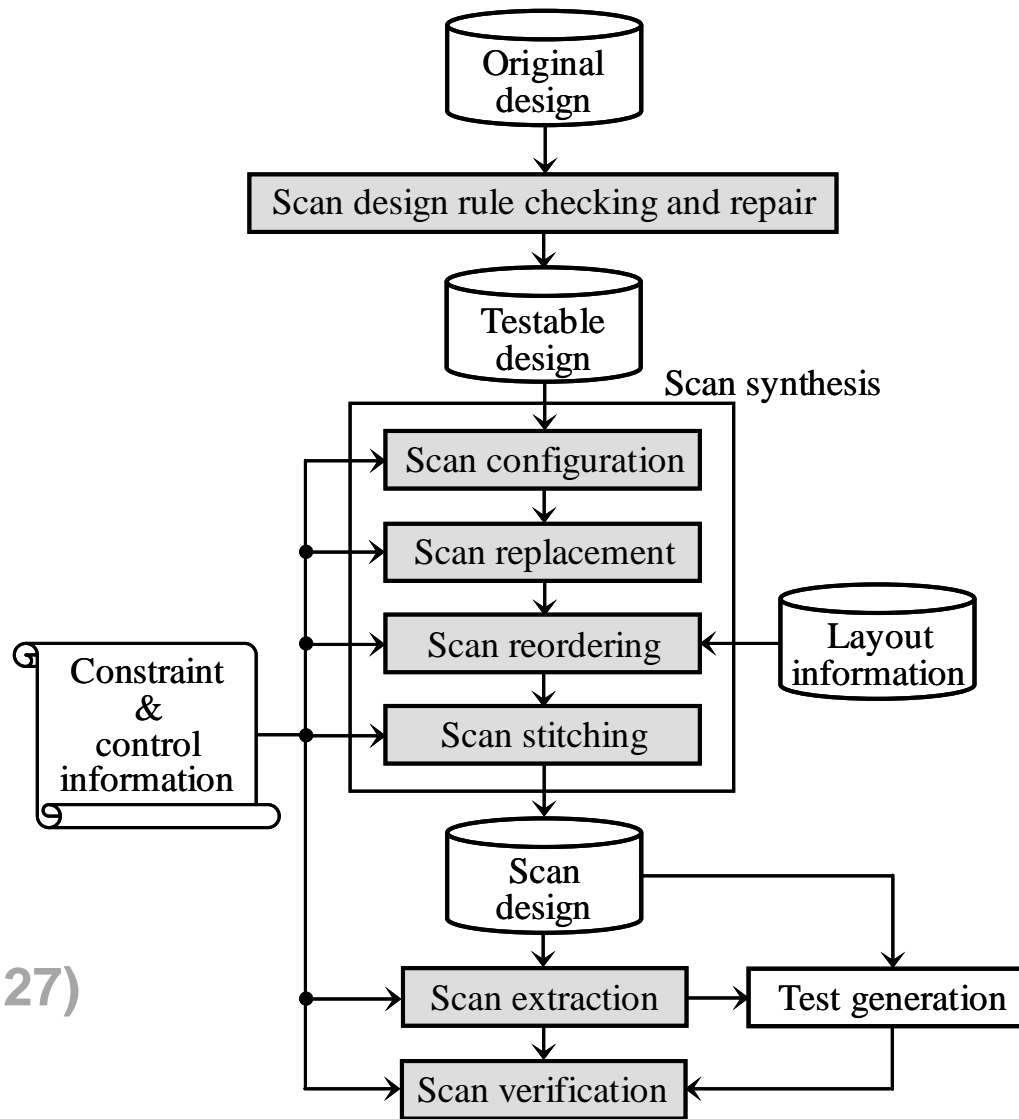 Original
design
Scan design rule checking and repair
Testable
design
Scan synthesis
Scan configuration
Scan replacement
Scan reordering
Layout
information
Constraint
&
control
information
Scan stitching
Scan
design
27)
Scan extraction
Test generation
Scan verification